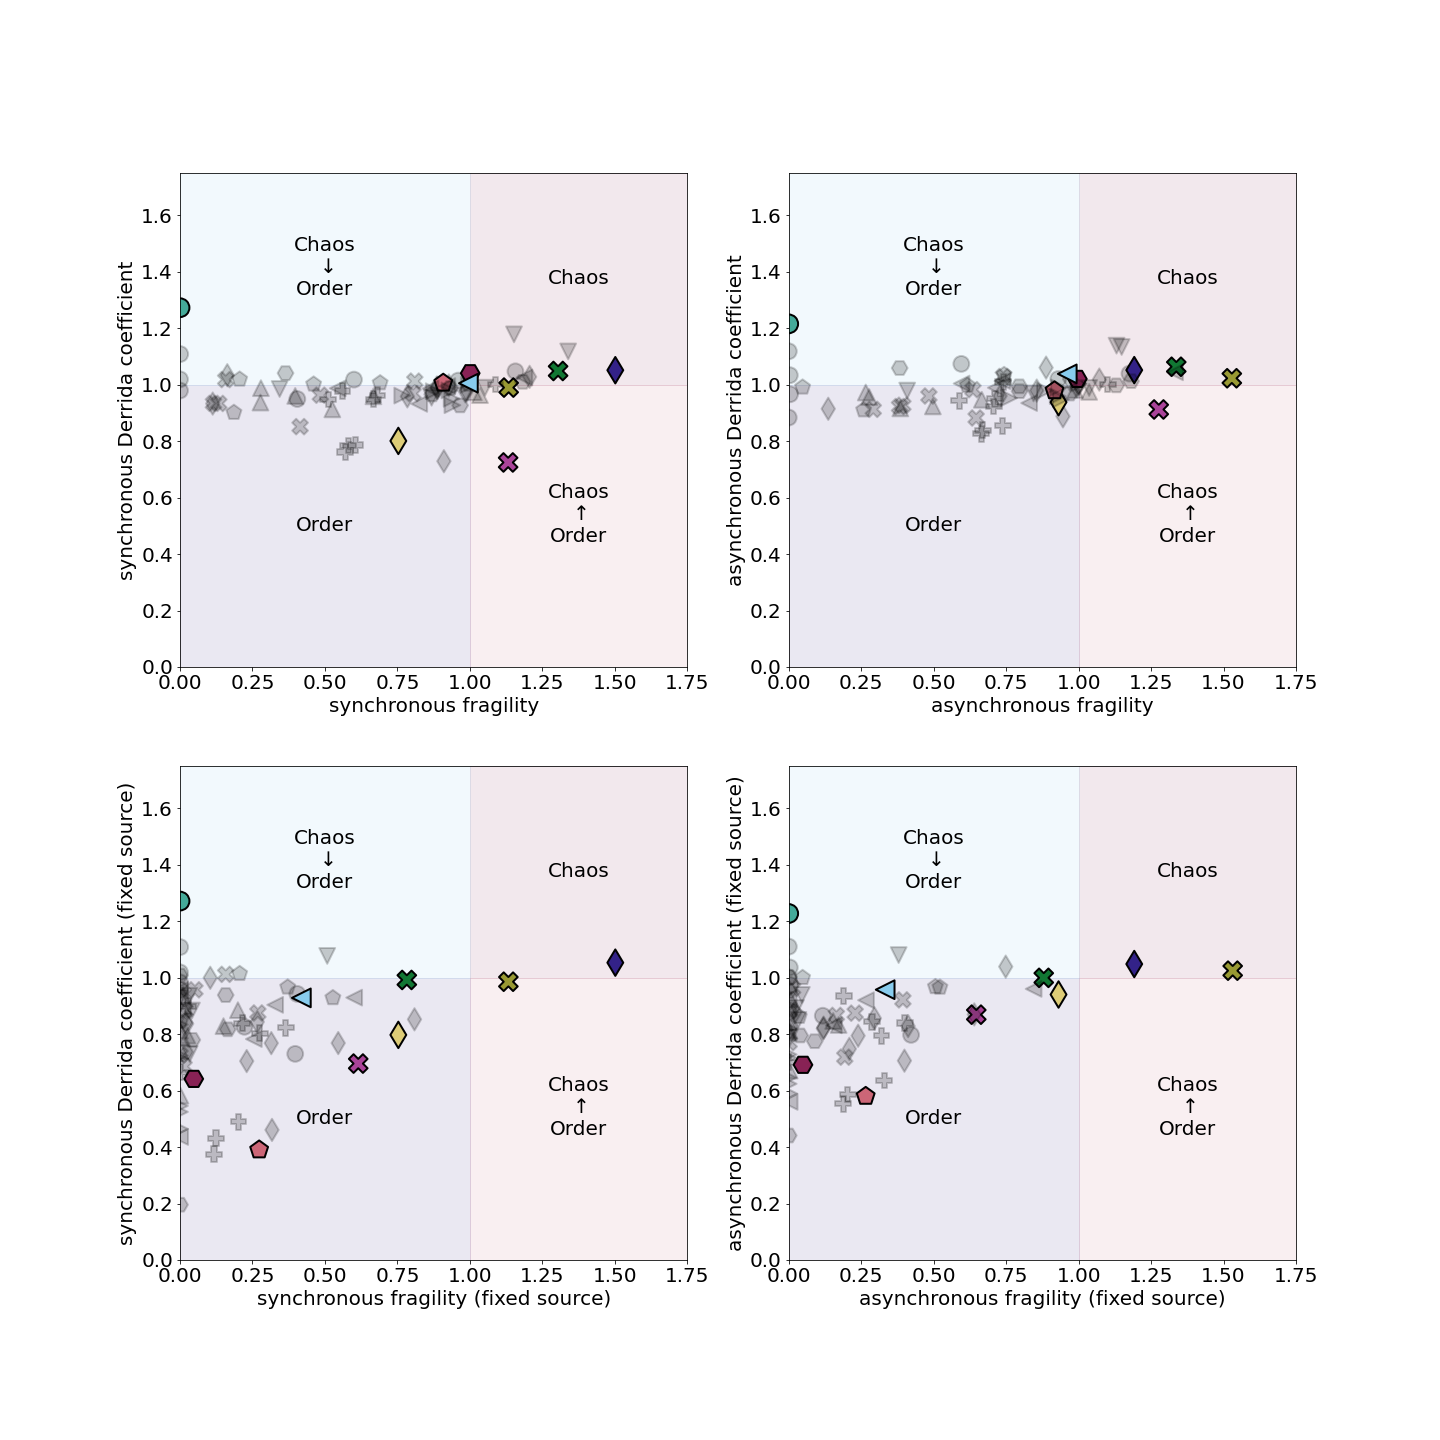 synchronous Derrida coefficient
1.6
1.4
1.2
1.0
0.8
0.6
0.4
0.2
0.0
Chaos
↓
Order
Chaos
Order
Chaos
↑
Order
0.00 0.25 0.50 0.75 1.00 1.25 1.50 1.75
synchronous fragility
asynchronous Derrida coefficient
1.6
1.4
1.2
1.0
0.8
0.6
0.4
0.2
0.0
Chaos
↓
Order
Chaos
Order
Chaos
↑
Order
0.00 0.25 0.50 0.75 1.00 1.25 1.50 1.75
asynchronous fragility
synchronous Derrida coefficient (fixed source)
1.6
1.4
1.2
1.0
0.8
0.6
0.4
0.2
0.0
Chaos
↓
Order
Chaos
Order
Chaos
↑
Order
0.00 0.25 0.50 0.75 1.00 1.25 1.50 1.75
synchronous fragility (fixed source)
asynchronous Derrida coefficient (fixed source)
1.6
1.4
1.2
1.0
0.8
0.6
0.4
0.2
0.0
Chaos
↓
Order
Chaos
Order
Chaos
↑
Order
0.00 0.25 0.50 0.75 1.00 1.25 1.50 1.75
asynchronous fragility (fixed source)